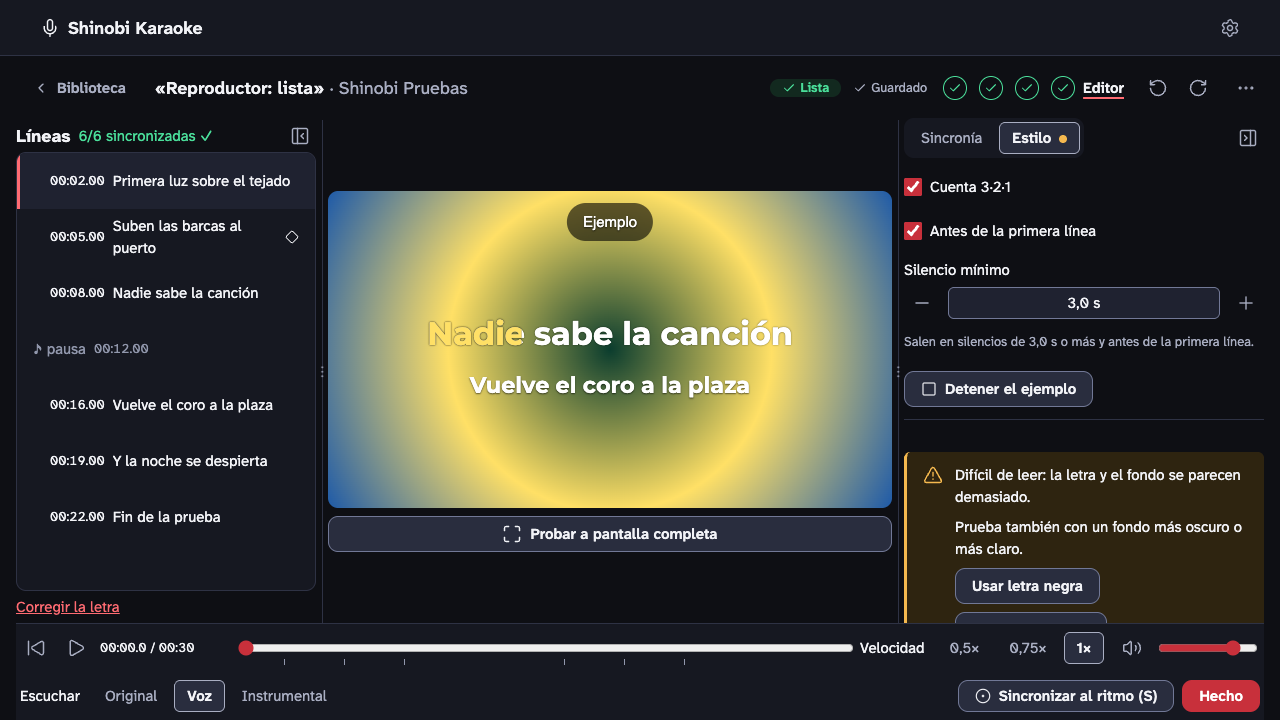 Shinobi Karaoke
Biblioteca
«Reproductor: lista» · Shinobi Pruebas
Lista
Guardado
Editor
Líneas 6/6 sincronizadas
00:02.00 Primera luz sobre el tejado
00:05.00 Suben las barcas al
puerto
00:08.00 Nadie sabe la canción
pausa 00:12.00
00:16.00 Vuelve el coro a la plaza
00:19.00 Y la noche se despierta
00:22.00 Fin de la prueba
Corregir la letra
Ejemplo
Nadie sabe la canción
Vuelve el coro a la plaza
Probar a pantalla completa
Sincronía
Estilo
Cuenta 3·2·1
Antes de la primera línea
Silencio mínimo
3,0 s
Salen en silencios de 3,0 s o más y antes de la primera línea.
Detener el ejemplo
Difícil de leer: la letra y el fondo se parecen
demasiado.
Prueba también con un fondo más oscuro o
más claro.
Usar letra negra
00:00.0 / 00:30
Velocidad 0,5× 0,75× 1×
Escuchar Original Voz Instrumental
Sincronizar al ritmo (S)
Hecho